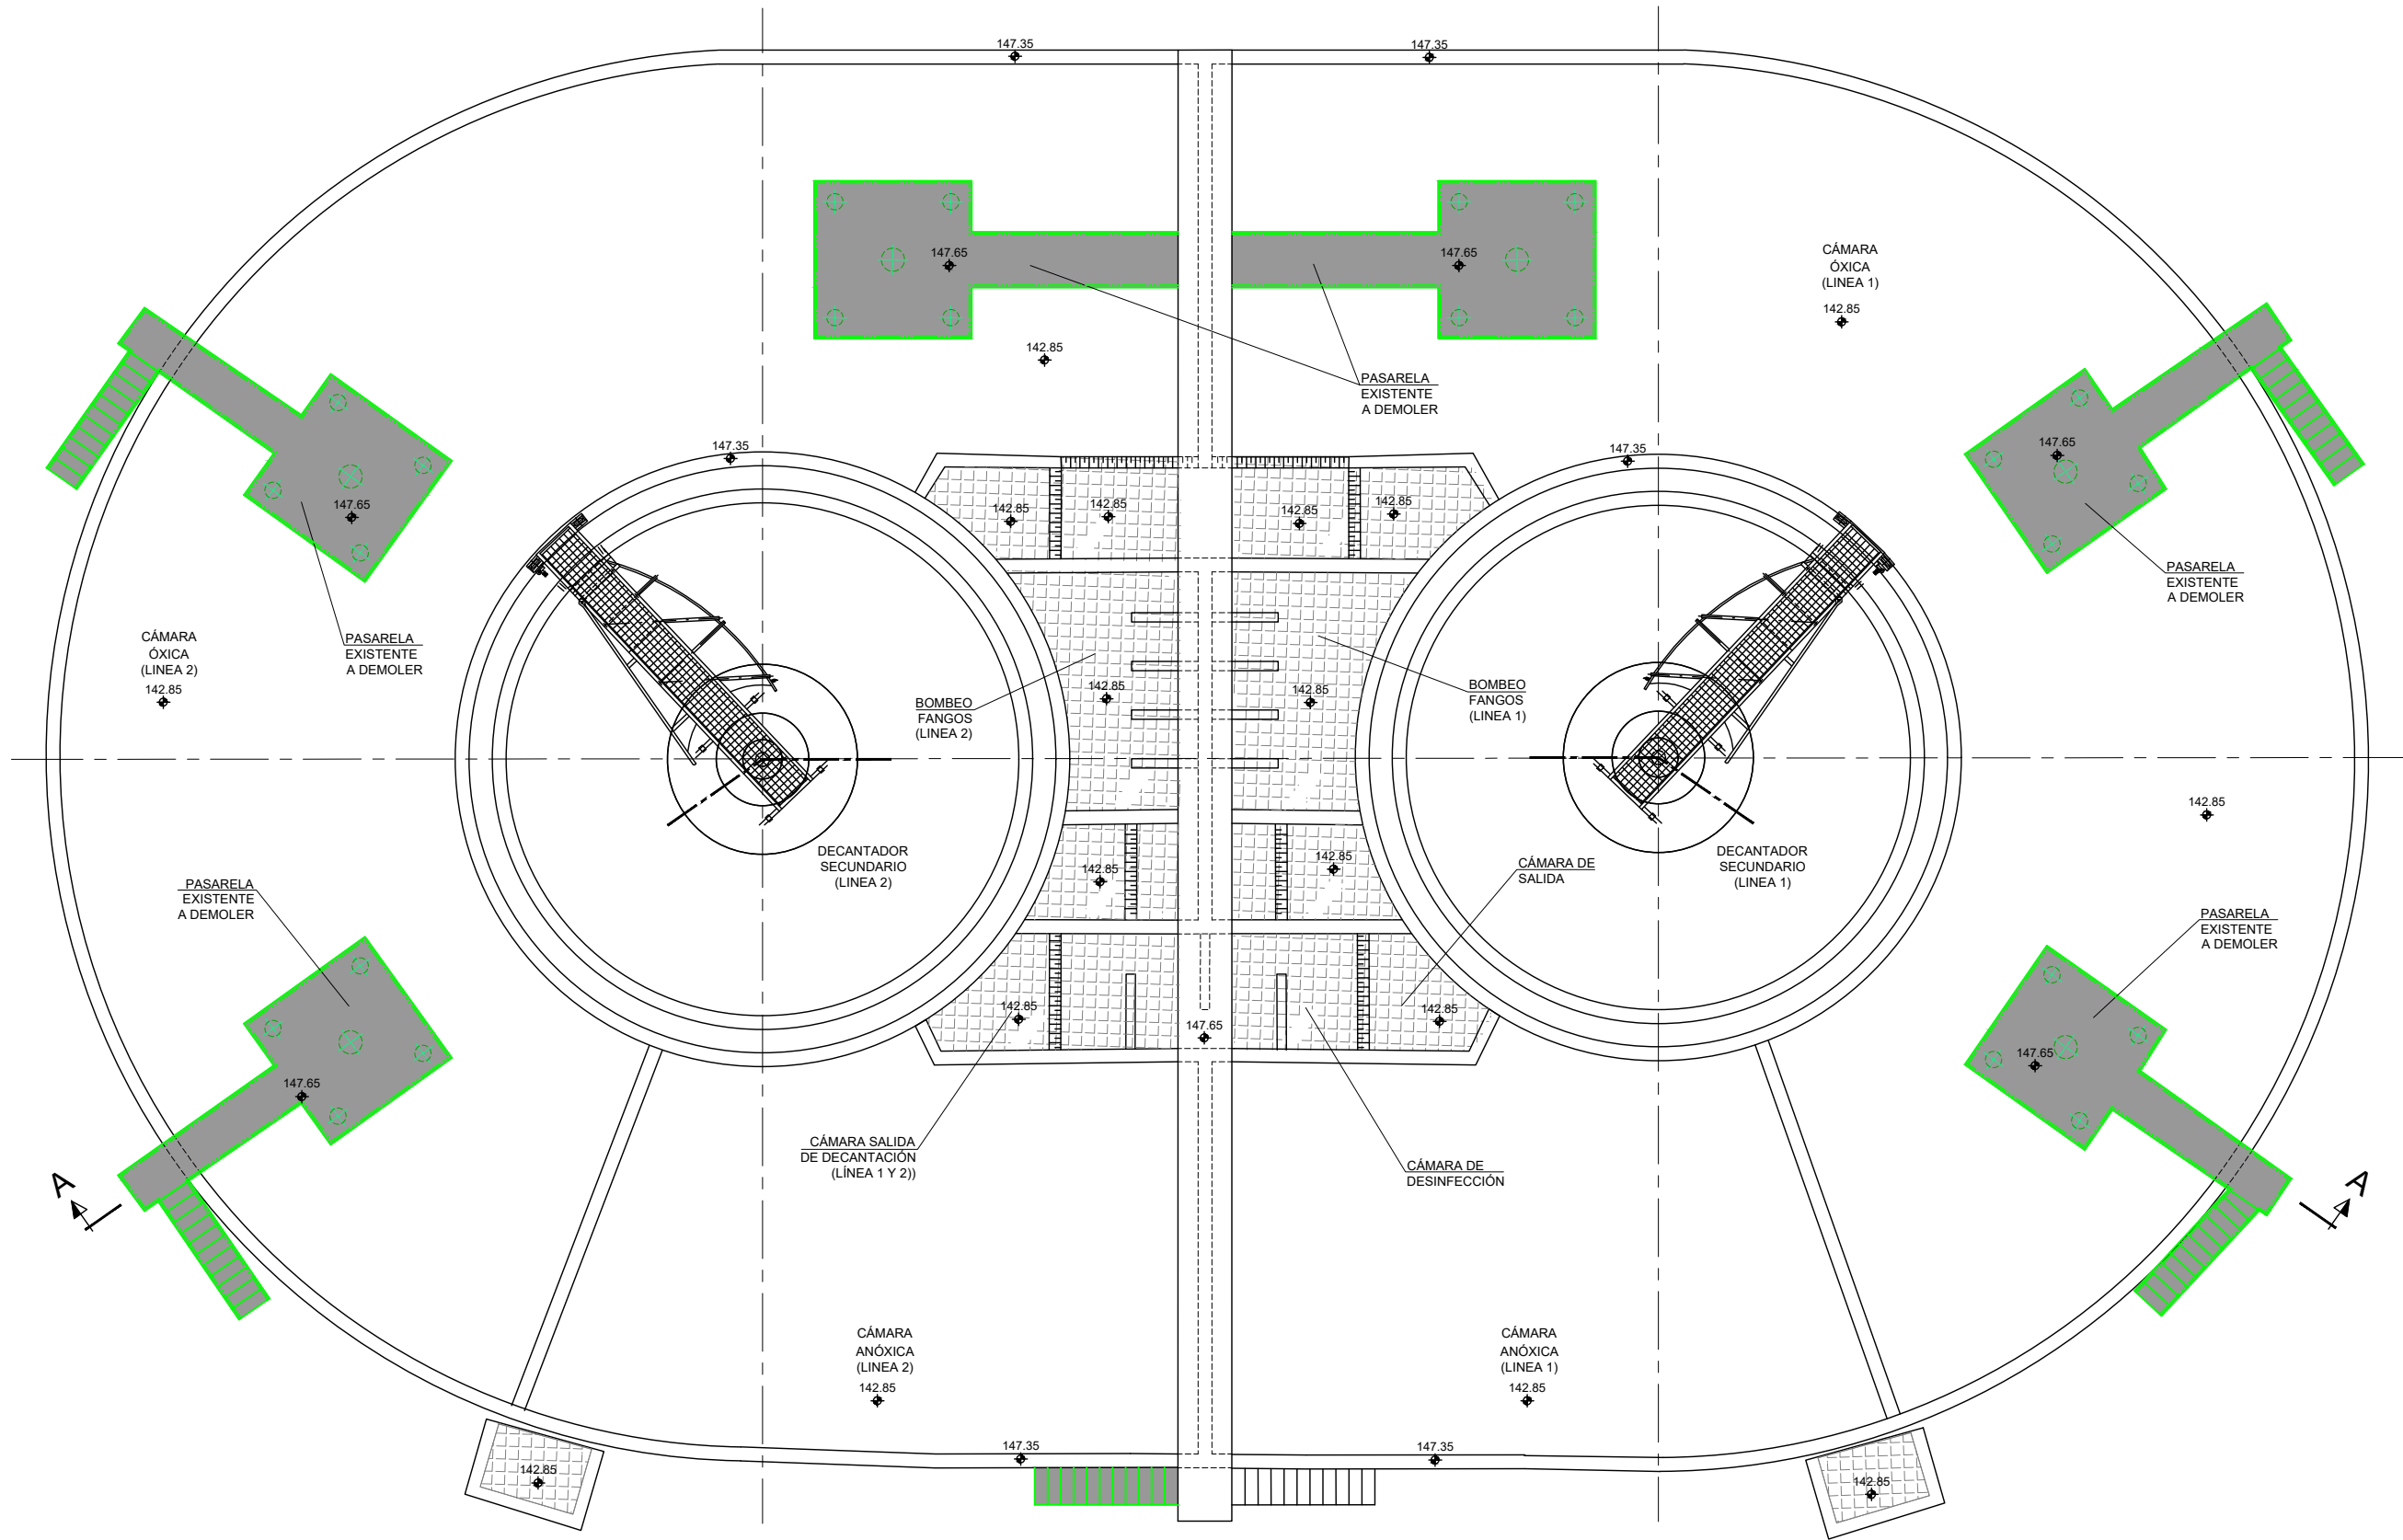 147.35
147.35
147.65
147.65
CÁMARA
ÓXICA
(LINEA 1)
142.85
142.85
PASARELA
EXISTENTE
A DEMOLER
147.35
147.35
147.65
147.65
142.85
142.85
142.85
142.85
PASARELA
EXISTENTE
A DEMOLER
CÁMARA
ÓXICA
(LINEA 2)
142.85
PASARELA
EXISTENTE
A DEMOLER
BOMBEO
FANGOS
(LINEA 2)
142.85
142.85
BOMBEO
FANGOS
(LINEA 1)
142.85
DECANTADOR
SECUNDARIO
(LINEA 2)
142.85
142.85
CÁMARA DE
SALIDA
DECANTADOR
SECUNDARIO
(LINEA 1)
PASARELA
EXISTENTE
A DEMOLER
PASARELA
EXISTENTE
A DEMOLER
142.85
142.85
147.65
147.65
147.65
CÁMARA SALIDA
DE DECANTACIÓN
(LÍNEA 1 Y 2))
CÁMARA DE
DESINFECCIÓN
A
A
CÁMARA
ANÓXICA
(LINEA 2)
142.85
CÁMARA
ANÓXICA
(LINEA 1)
142.85
147.35
147.35
142.85
142.85